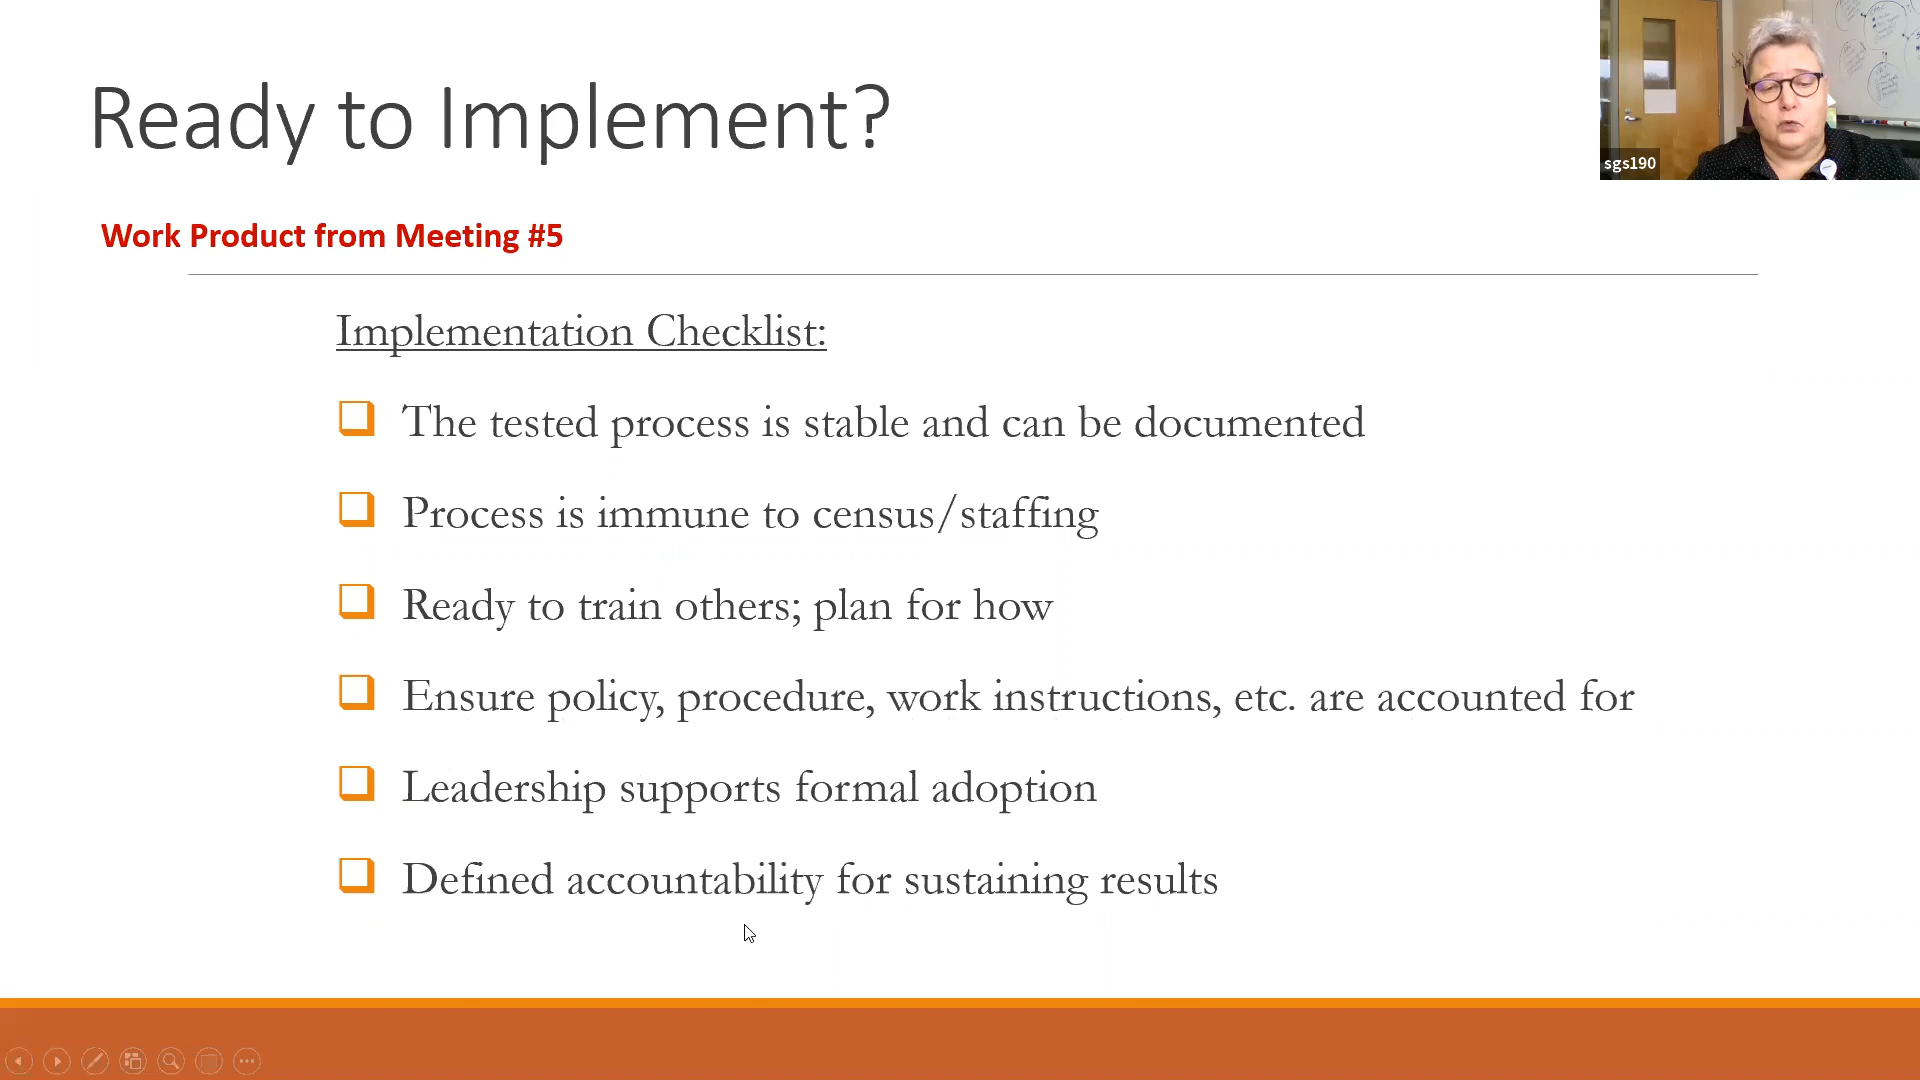 Ready to Implement?
sgs190
Work Product from Meeting #5
Implementation Checklist:
The tested process is stable and can be documented
Process is immune to census/staffing
Ready to train others; plan for how
Ensure policy, procedure, work instructions, etc. are accounted for
Leadership supports formal adoption
Defined accountability for sustaining results